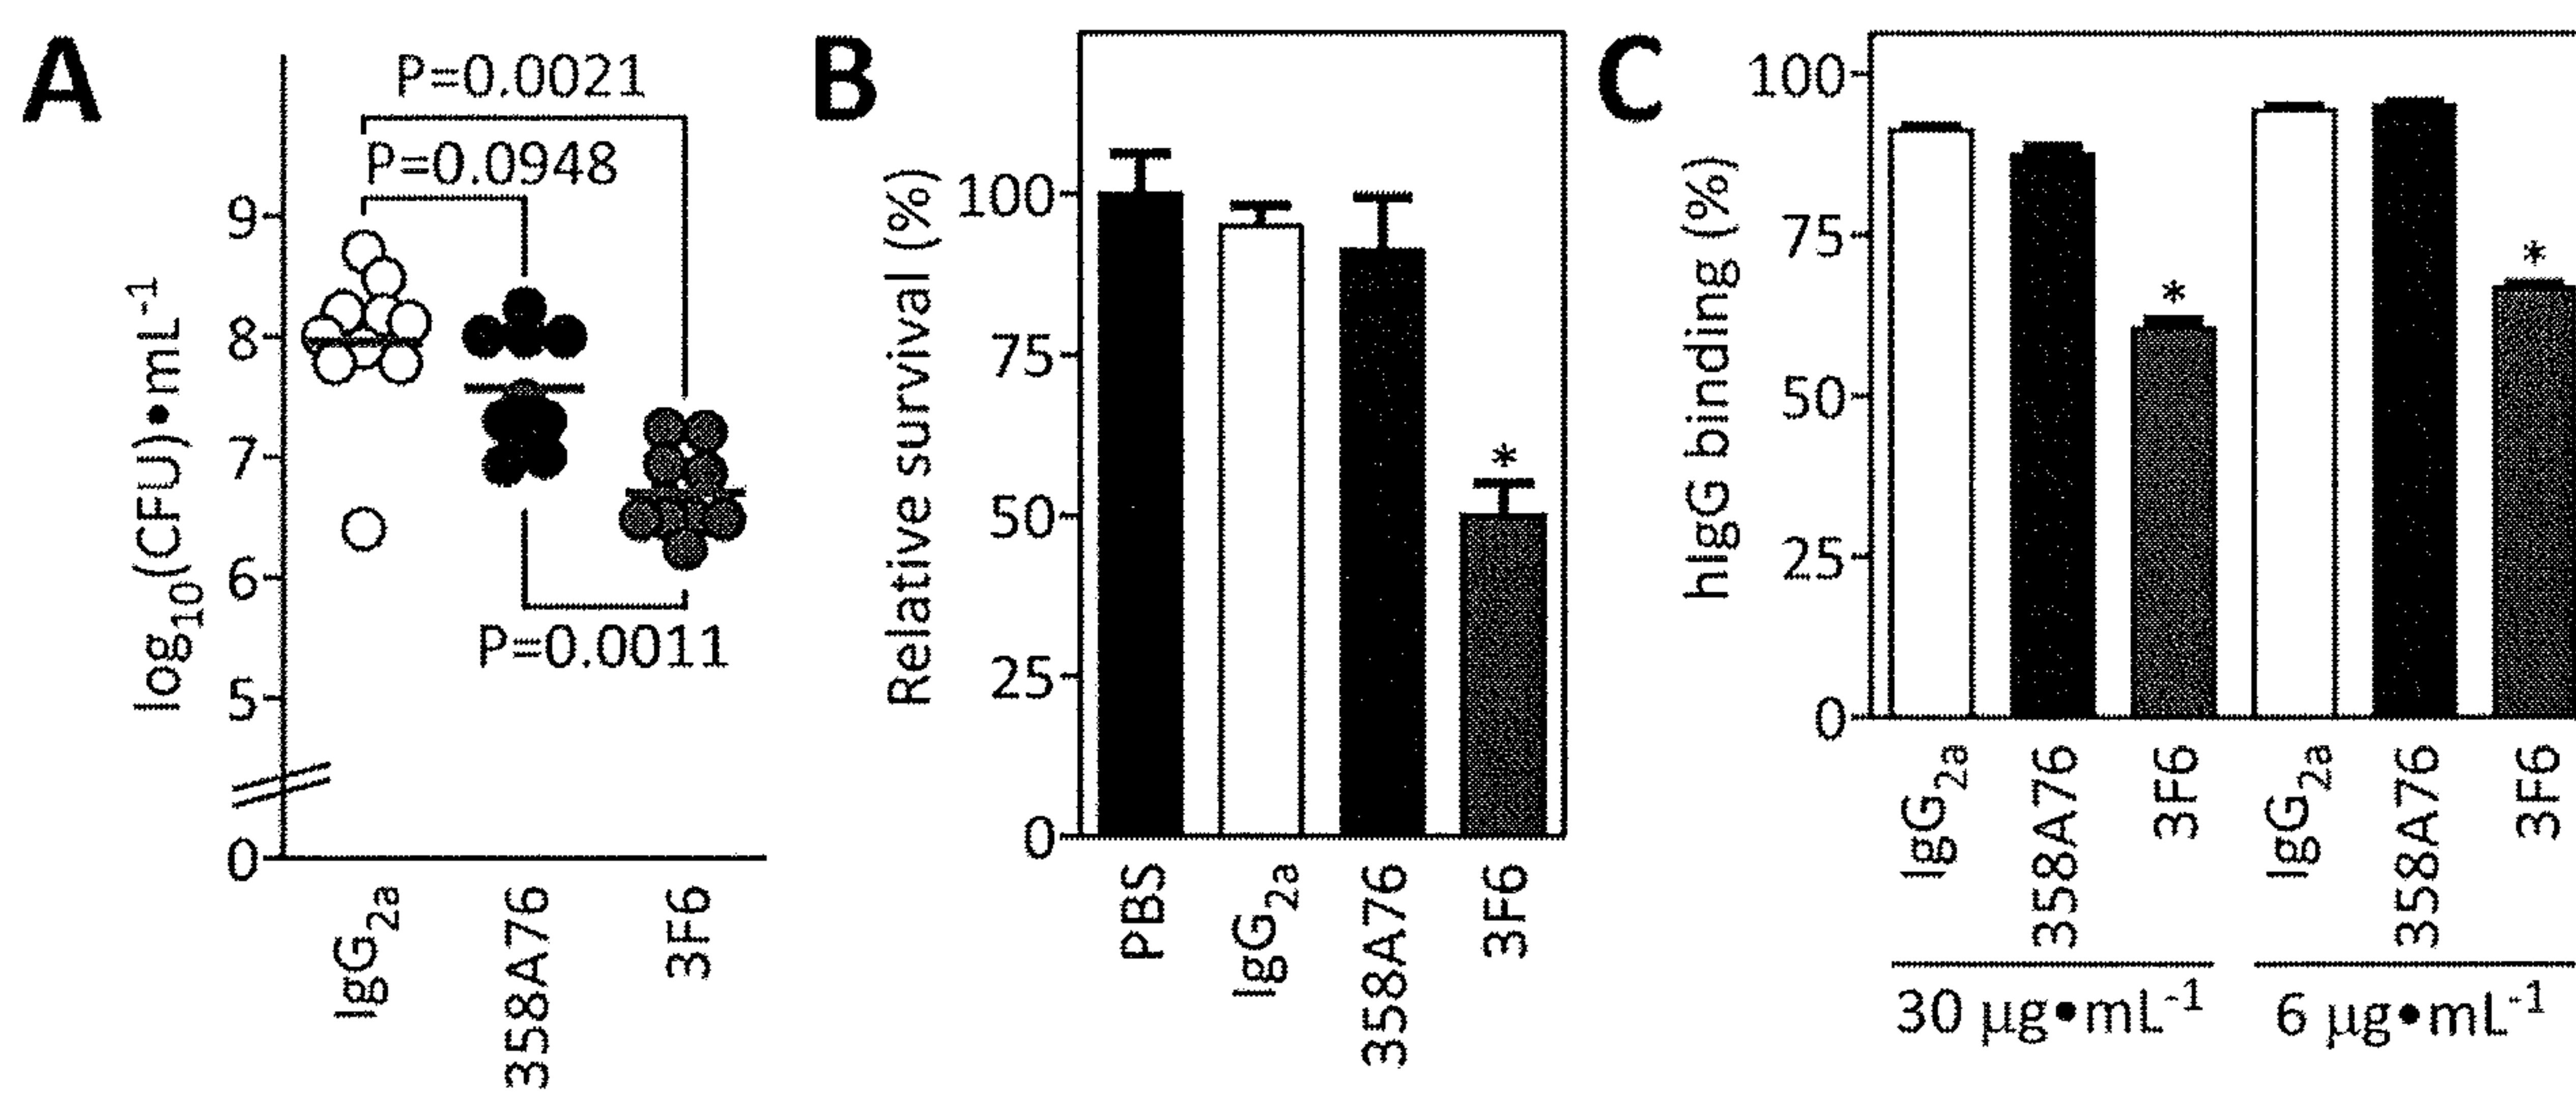 A
P=0.0021
P=0.0948
9
8
7
6
5
0
log10(CFU)•mL-1
P=0.0011
IgG2a
358A76
3F6
B
Relative survival (%)
100
75
50
25
0
*
PBS
IgG2a
358A76
3F6
C
hIgG binding (%)
100
75
50
25
0
*
*
IgG2a
358A76
3F6
IgG2a
358A76
3F6
30 µg•mL-1
6 µg•mL-1